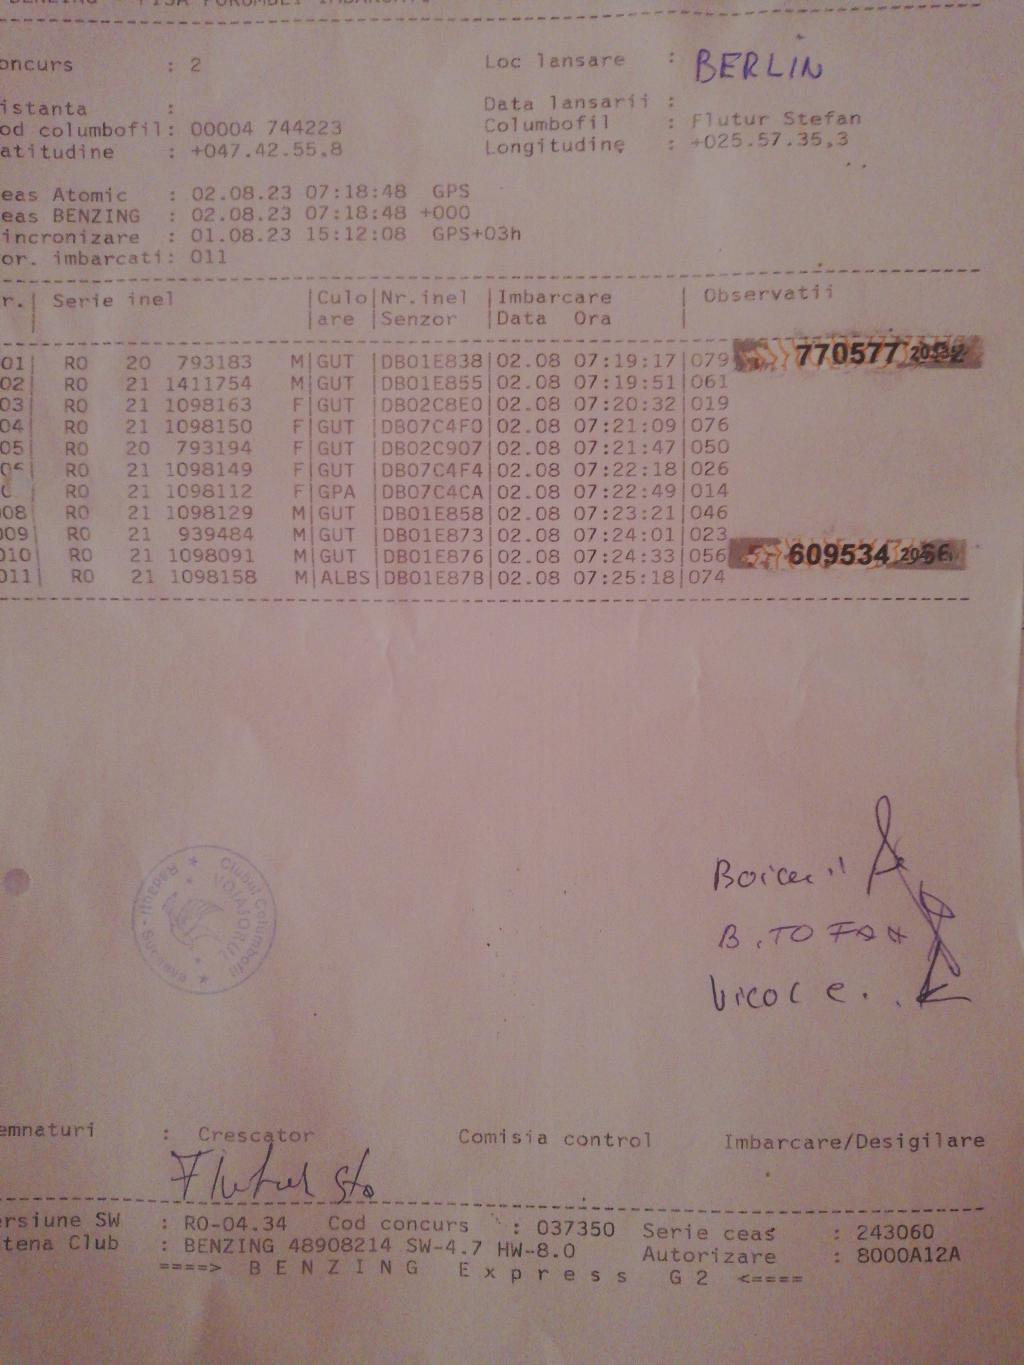 BENZING - FISA PORUMBEI IMBARCATI
oncurs : 2 Loc lansare : BERLIN
istanta : Data lansarii :
od columbofil: 00004 744223 Columbofil : Flutur Stefan
atitudine : +047.42.55,8 Longitudine : +025.57.35,3
eas Atomic : 02.08.23 07:18:48 GPS
eas BENZING : 02.08.23 07:18:48 +000
incronizare : 01.08.23 15:12:08 GPS+03h
or. imbarcati: 011
r.| Serie inel |Culo|Nr.inel |Imbarcare | Observatii
| |are |Senzor |Data Ora |
01| RO 20 793183 M|GUT |DB01E838|02.08 07:19:17|079 770577
02| RO 21 1411754 M|GUT |DB01E855|02.08 07:19:51|061
03| RO 21 1098163 F|GUT |DB02C8E0|02.08 07:20:32|019
04| RO 21 1098150 F|GUT |DB07C4F0|02.08 07:21:09|076
05| RO 20 793194 F|GUT |DB02C907|02.08 07:21:47|050
RO 21 1098149 F|GUT |DB07C4F4|02.08 07:22:18|026
RO 21 1098112 F|GPA |DB07C4CA|02.08 07:22:49|014
008| RO 21 1098129 M|GUT |DB01E858|02.08 07:23:21|046
009| RO 21 939484 M|GUT |DB01E873|02.08 07:24:01|023
010| RO 21 1098091 M|GUT |DB01E876|02.08 07:24:33|056 609534
011| RO 21 1098158 M|ALBS|DB01E87B|02.08 07:25:18|074
Clubul Columbofil
VOIAJORUL
Radauti - Suceava
B. TOFAN
emnaturi : Crescator Comisia control Imbarcare/Desigilare
ersiune SW : RO-04.34 Cod concurs : 037350 Serie ceas : 243060
tena Club : BENZING 48908214 SW-4.7 HW-8.0 Autorizare : 8000A12A
====> B E N Z I N G E x p r e s s G 2 <====